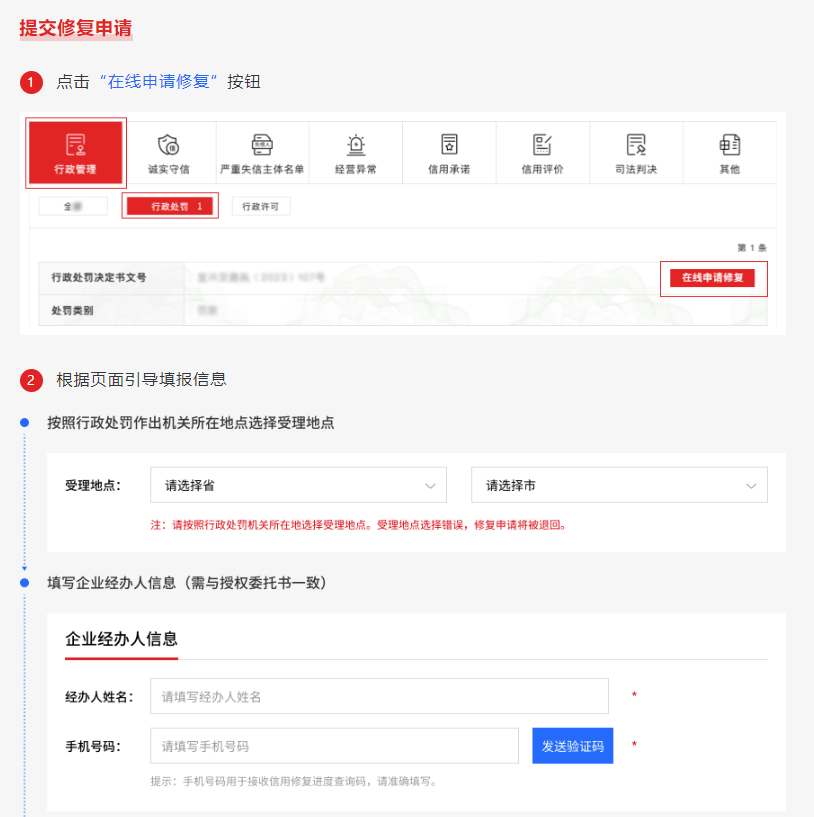 提交修复申请
1 点击“在线申请修复”按钮
行政管理 诚实守信 严重失信主体名单 经营异常 信用承诺 信用评价 司法判决 其他
行政处罚 1 行政许可
第 1 条
行政处罚决定书文号 在线申请修复
处罚类别
2 根据页面引导填报信息
按照行政处罚作出机关所在地点选择受理地点
受理地点: 请选择省 请选择市
注:请按照行政处罚机关所在地选择受理地点。受理地点选择错误,修复申请将被退回。
填写企业经办人信息(需与授权委托书一致)
企业经办人信息
经办人姓名: 请填写经办人姓名 *
手机号码: 请填写手机号码 发送验证码 *
提示:手机号码用于接收信用修复进度查询码,请准确填写。